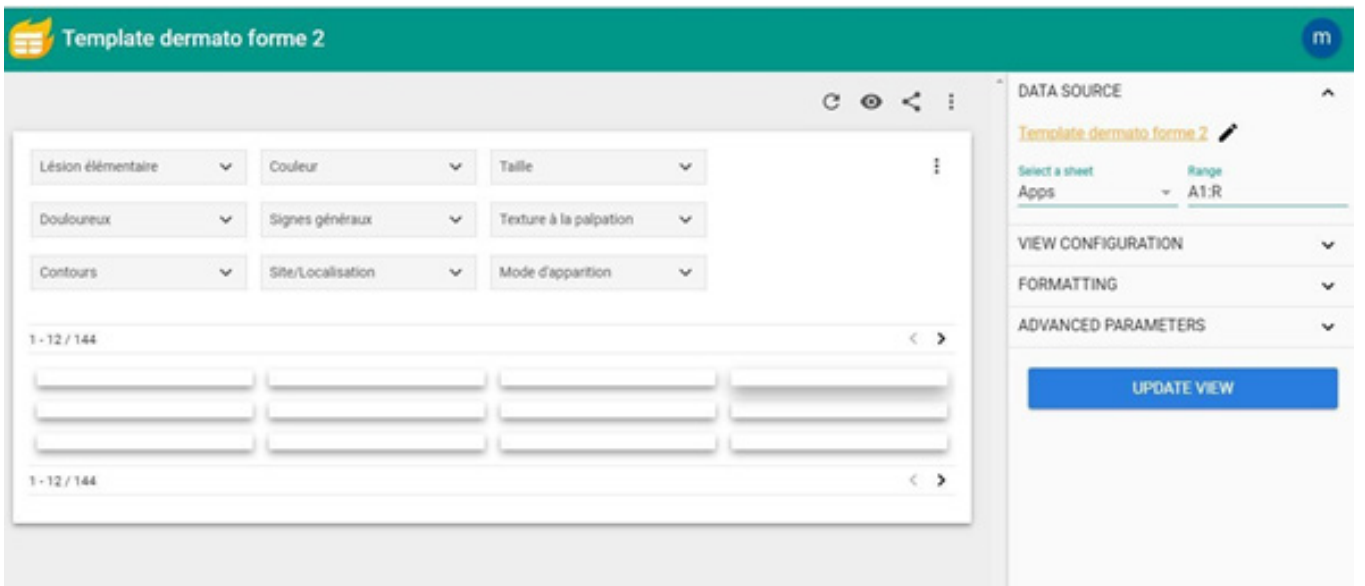 Template dermato forme 2
m
Lésion élémentaire
Couleur
Taille
Douloureux
Signes généraux
Texture à la palpation
Contours
Site/Localisation
Mode d'apparition
1 - 12 / 144
1 - 12 / 144
DATA SOURCE
Template dermato forme 2
Select a sheet
Range
Apps
A1:R
VIEW CONFIGURATION
FORMATTING
ADVANCED PARAMETERS
UPDATE VIEW